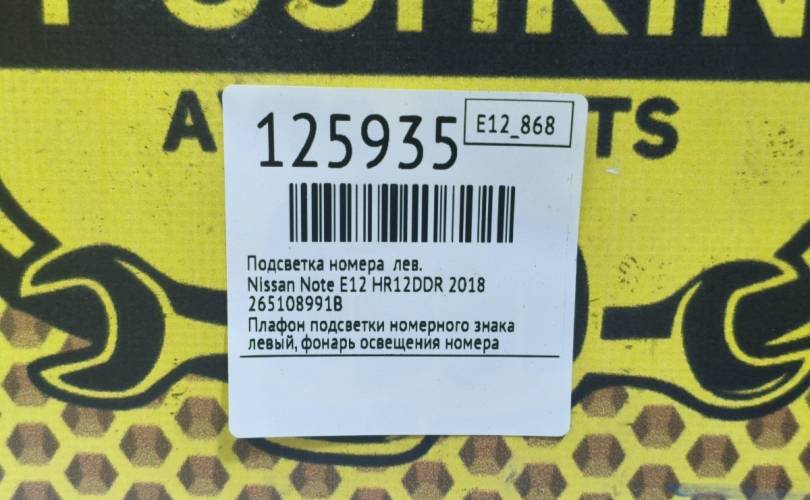 PUSHKIN
125935
E12_868
Подсветка номера лев.
Nissan Note E12 HR12DDR 2018
265108991B
Плафон подсветки номерного знака
левый, фонарь освещения номера